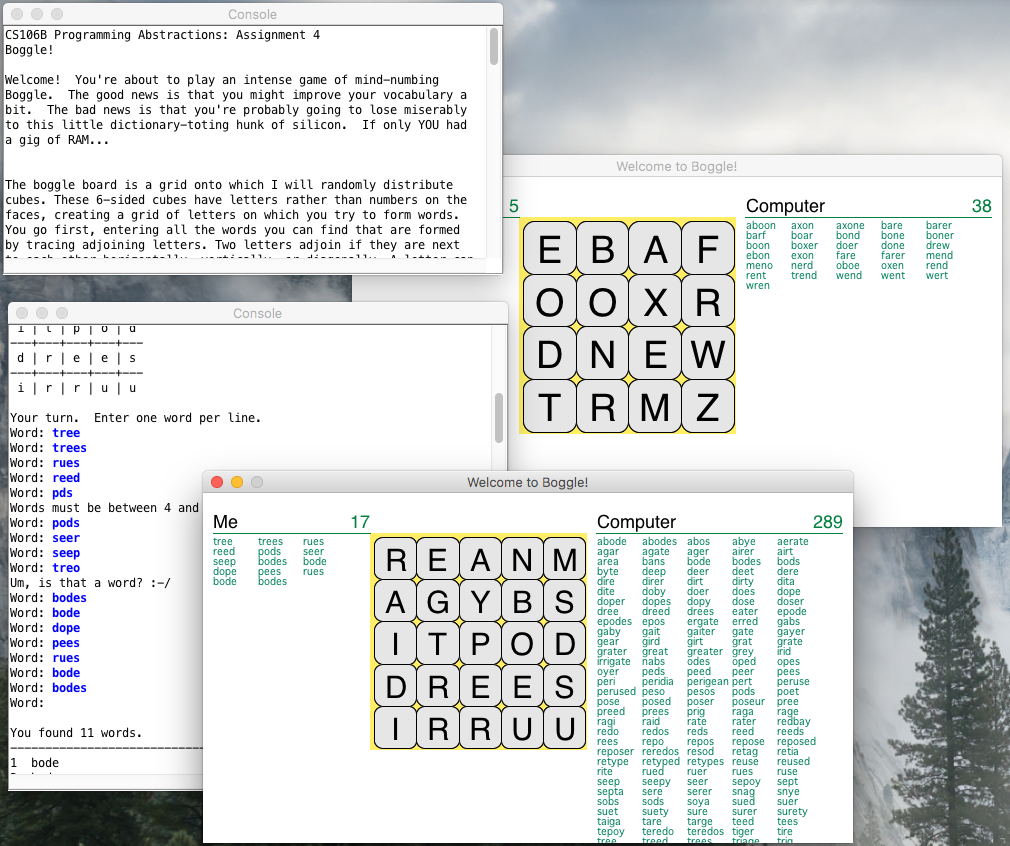 Console
CS106B Programming Abstractions: Assignment 4
Boggle!
Welcome!  You're about to play an intense game of mind-numbing
Boggle.  The good news is that you might improve your vocabulary a
bit.  The bad news is that you're probably going to lose miserably
to this little dictionary-toting hunk of silicon.  If only YOU had
a gig of RAM...
The boggle board is a grid onto which I will randomly distribute
cubes. These 6-sided cubes have letters rather than numbers on the
faces, creating a grid of letters on which you try to form words.
You go first, entering all the words you can find that are formed
by tracing adjoining letters. Two letters adjoin if they are next
to each other horizontally, vertically, or diagonally. A letter can
Welcome to Boggle!
5
Computer 38
aboon axon axone bare barer
barf boar bond bone boner
boon boxer doer done drew
ebon exon fare farer mend
meno nerd oboe oxen rend
rent trend wend went wert
wren
E B A F
O O X R
D N E W
T R M Z
Console
i | t | p | o | d
---+---+---+---+---
d | r | e | e | s
---+---+---+---+---
i | r | r | u | u
Your turn.  Enter one word per line.
Word: tree
Word: trees
Word: rues
Word: reed
Word: pds
Words must be between 4 and
Word: pods
Word: seer
Word: seep
Word: treo
Um, is that a word? :-/
Word: bodes
Word: bode
Word: dope
Word: pees
Word: rues
Word: bode
Word: bodes
Word:
You found 11 words.
1  bode
Welcome to Boggle!
Me 17
tree trees rues
reed pods seer
seep bodes bode
dope pees rues
bode bodes
R E A N M
A G Y B S
I T P O D
D R E E S
I R R U U
Computer 289
abode abodes abos abye aerate
agar agate ager airer airt
area bans bode bodes bods
byte deep deer deet dere
dire direr dirt dirty dita
dite doby doer does dope
doper dopes dopy dose doser
dree dreed drees eater epode
epodes epos ergate erred gabs
gaby gait gaiter gate gayer
gear gird girt grat grate
grater great greater grey irid
irrigate nabs odes oped opes
oyer peds peed peer pees
peri peridia perigean pert peruse
perused peso pesos pods poet
pose posed poser poseur pree
preed prees prig raga rage
ragi raid rate rater redbay
redo redos reds reed reeds
rees repo repos repose reposed
reposer reredos resod retag retia
retype retyped retypes reuse reused
rite rued ruer rues ruse
seep seepy seer sepoy sept
septa sere serer snag snye
sobs sods soya sued suer
suet suety sure surer surety
taiga tare targe teed tees
tepoy teredo teredos tiger tire
tree treed trees triage trig